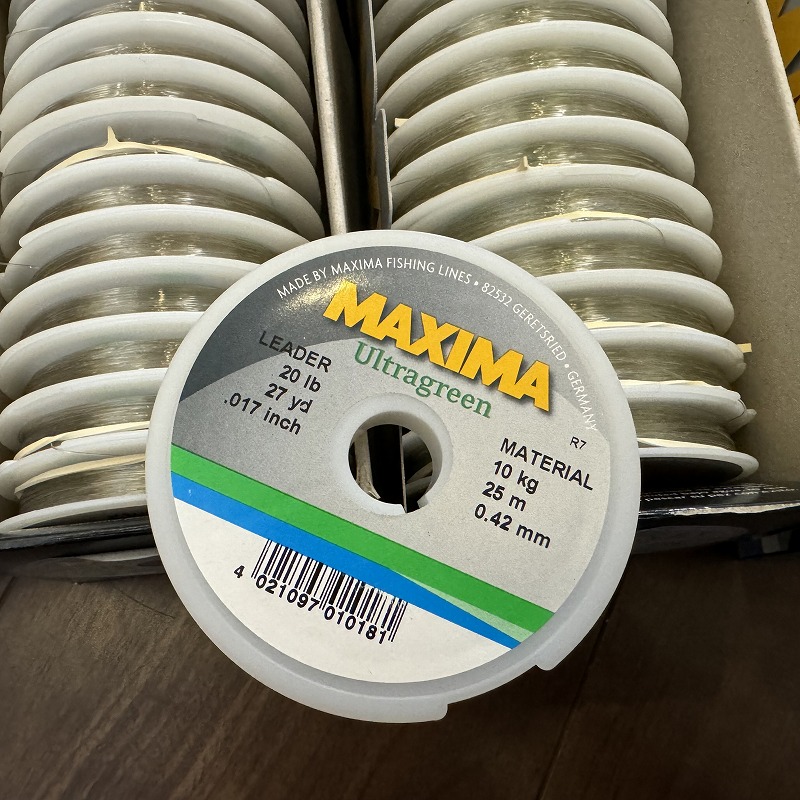 MADE BY MAXIMA FISHING LINES • 82532 GERETSRIED • GERMANY
MAXIMA
Ultragreen
LEADER
20 lb
27 yd
.017 inch
R7
MATERIAL
10 kg
25 m
0.42 mm
4 021097 010181